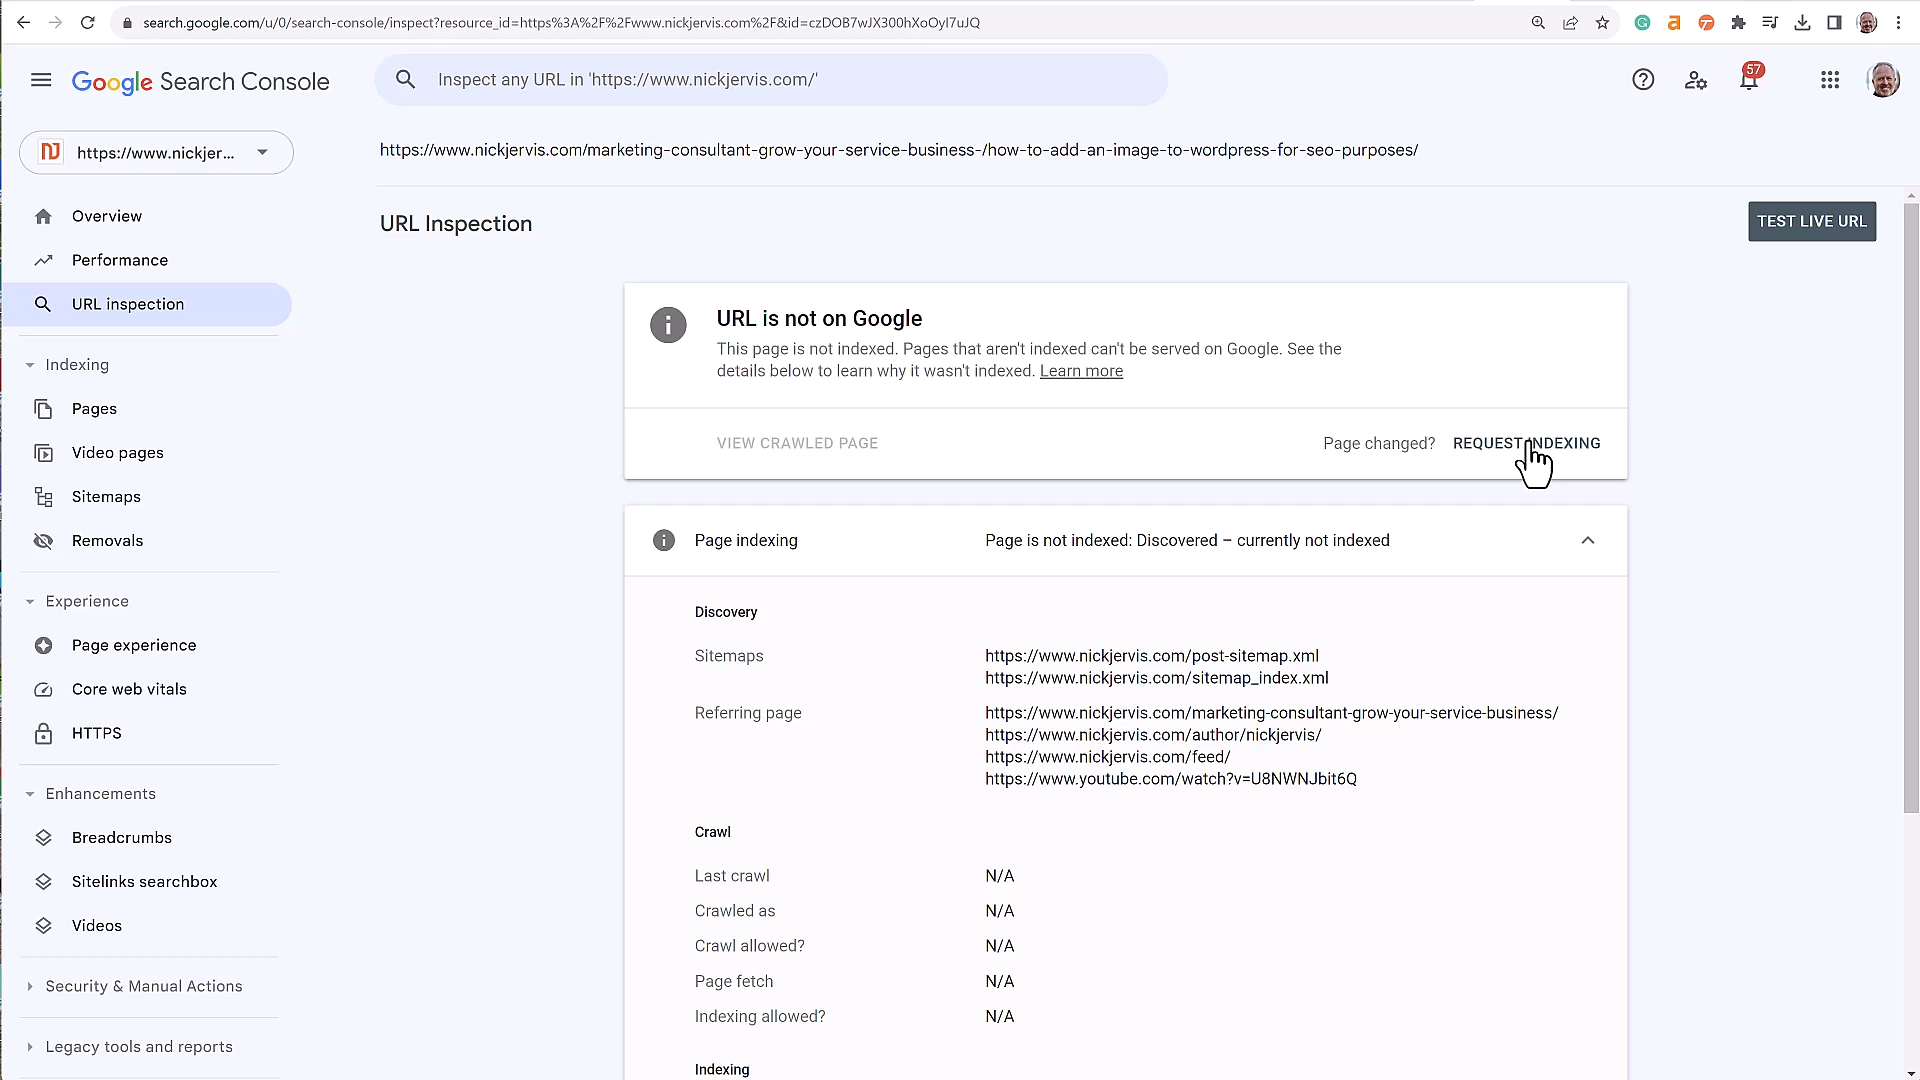 search.google.com/u/0/search-console/inspect?resource_id=https%3A%2F%2Fwww.nickjervis.com%2F&id=czDOB7wJX300hXoOyI7uJQ
Google Search Console
Inspect any URL in 'https://www.nickjervis.com/'
57
NJ
https://www.nickjer...
https://www.nickjervis.com/marketing-consultant-grow-your-service-business-/how-to-add-an-image-to-wordpress-for-seo-purposes/
Overview
Performance
URL inspection
Indexing
Pages
Video pages
Sitemaps
Removals
Experience
Page experience
Core web vitals
HTTPS
Enhancements
Breadcrumbs
Sitelinks searchbox
Videos
Security & Manual Actions
Legacy tools and reports
URL Inspection
TEST LIVE URL
URL is not on Google
This page is not indexed. Pages that aren't indexed can't be served on Google. See the
details below to learn why it wasn't indexed. Learn more
VIEW CRAWLED PAGE
Page changed? REQUEST INDEXING
Page indexing
Page is not indexed: Discovered – currently not indexed
Discovery
Sitemaps
https://www.nickjervis.com/post-sitemap.xml
https://www.nickjervis.com/sitemap_index.xml
Referring page
https://www.nickjervis.com/marketing-consultant-grow-your-service-business/
https://www.nickjervis.com/author/nickjervis/
https://www.nickjervis.com/feed/
https://www.youtube.com/watch?v=U8NWNJbit6Q
Crawl
Last crawl N/A
Crawled as N/A
Crawl allowed? N/A
Page fetch N/A
Indexing allowed? N/A
Indexing